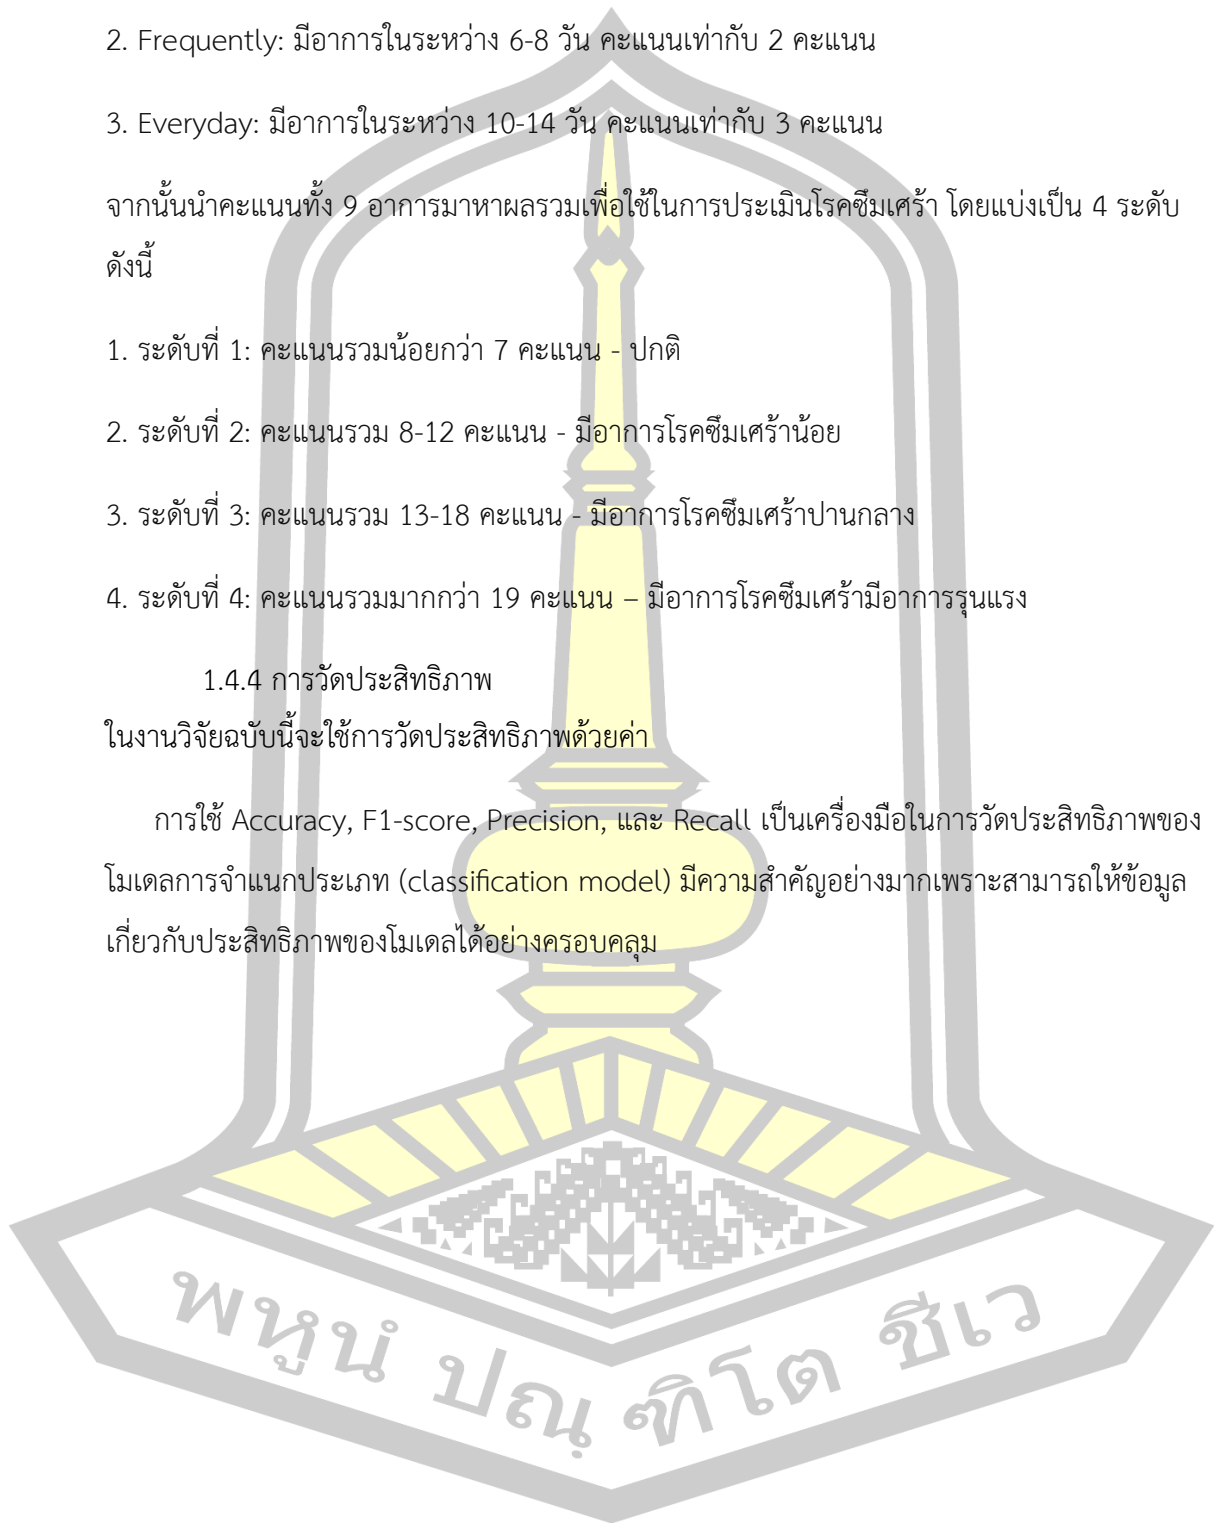 2. Frequently: มีอาการในระหว่าง 6-8 วัน คะแนนเท่ากับ 2 คะแนน
3. Everyday: มีอาการในระหว่าง 10-14 วัน คะแนนเท่ากับ 3 คะแนน
จากนั้นนำคะแนนทั้ง 9 อาการมาหาผลรวมเพื่อใช้ในการประเมินโรคซึมเศร้า โดยแบ่งเป็น 4 ระดับ
ดังนี้
1. ระดับที่ 1: คะแนนรวมน้อยกว่า 7 คะแนน - ปกติ
2. ระดับที่ 2: คะแนนรวม 8-12 คะแนน - มีอาการโรคซึมเศร้าน้อย
3. ระดับที่ 3: คะแนนรวม 13-18 คะแนน - มีอาการโรคซึมเศร้าปานกลาง
4. ระดับที่ 4: คะแนนรวมมากกว่า 19 คะแนน – มีอาการโรคซึมเศร้ามีอาการรุนแรง
1.4.4 การวัดประสิทธิภาพ
ในงานวิจัยฉบับนี้จะใช้การวัดประสิทธิภาพด้วยค่า
การใช้ Accuracy, F1-score, Precision, และ Recall เป็นเครื่องมือในการวัดประสิทธิภาพของ
โมเดลการจำแนกประเภท (classification model) มีความสำคัญอย่างมากเพราะสามารถให้ข้อมูล
เกี่ยวกับประสิทธิภาพของโมเดลได้อย่างครอบคลุม
พหูนํ ปณฺ ฑิโต ชีเว